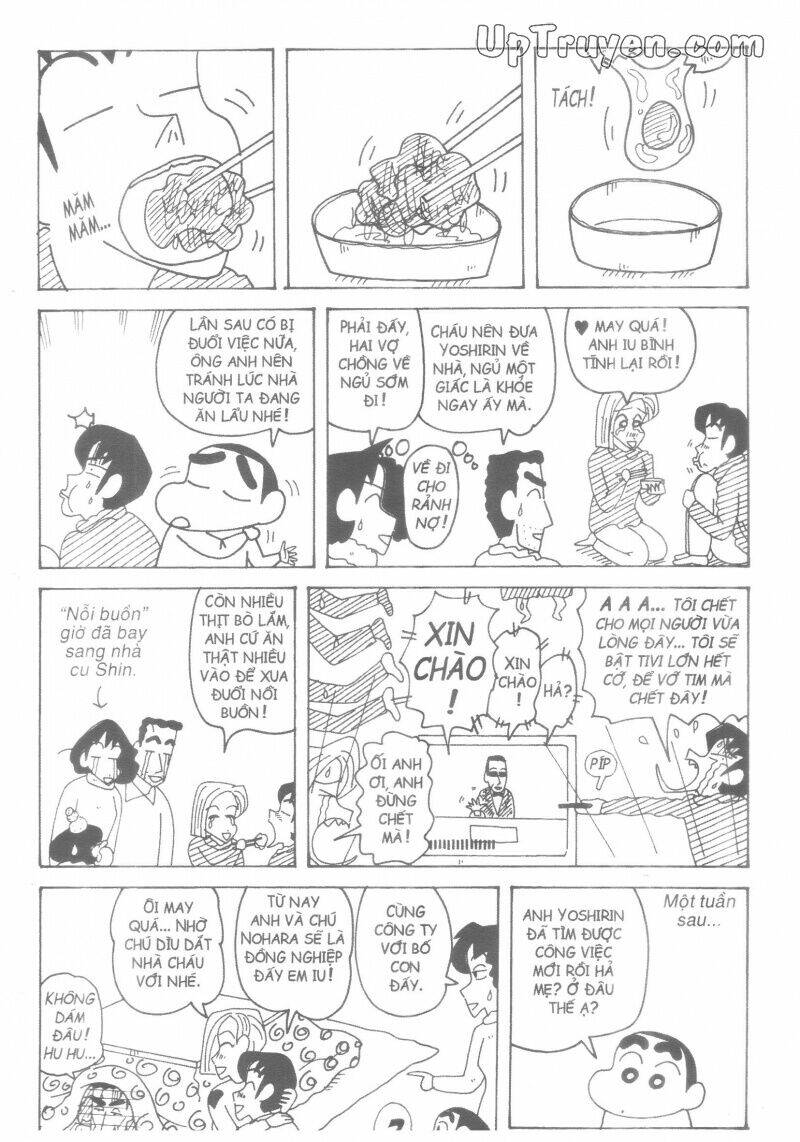 UpTruyen.com
TÁCH!
MĂM
MĂM...
♥ MAY QUÁ!
ANH IU BÌNH
TĨNH LẠI RỒI!
CHÁU NÊN ĐƯA
YOSHIRIN VỀ
NHÀ, NGỦ MỘT
GIẤC LÀ KHỎE
NGAY ẤY MÀ.
PHẢI ĐẤY,
HAI VỢ
CHỒNG VỀ
NGỦ SỚM
ĐI!
VỀ ĐI
CHO
RẢNH
NỢ!
LẦN SAU CÓ BỊ
ĐUỔI VIỆC NỮA,
ÔNG ANH NÊN
TRÁNH LÚC NHÀ
NGƯỜI TA ĐANG
ĂN LẨU NHÉ!
A A A... TÔI CHẾT
CHO MỌI NGƯỜI VỪA
LÒNG ĐÂY... TÔI SẼ
BẬT TIVI LỚN HẾT
CỠ, ĐỂ VỠ TIM MÀ
CHẾT ĐÂY!
PÍP
HẢ?
XIN
CHÀO!
XIN
CHÀO
!
ỐI ANH
ƠI, ANH
ĐỪNG
CHẾT
MÀ!
CÒN NHIỀU
THỊT BÒ LẮM,
ANH CỨ ĂN
THẬT NHIỀU
VÀO ĐỂ XUA
ĐUỔI NỖI
BUỒN!
“Nỗi buồn”
giờ đã bay
sang nhà
cu Shin.
Một tuần
sau...
ANH YOSHIRIN
ĐÃ TÌM ĐƯỢC
CÔNG VIỆC
MỚI RỒI HẢ
MẸ? Ở ĐÂU
THẾ Ạ?
CÙNG
CÔNG TY
VỚI BỐ
CON
ĐẤY.
TỪ NAY
ANH VÀ CHÚ
NOHARA SẼ LÀ
ĐỒNG NGHIỆP
ĐẤY EM IU!
ÔI MAY
QUÁ... NHỜ
CHÚ DÌU DẮT
NHÀ CHÁU
VỚI NHÉ.
KHÔNG
DÁM
ĐÂU!
HU HU...